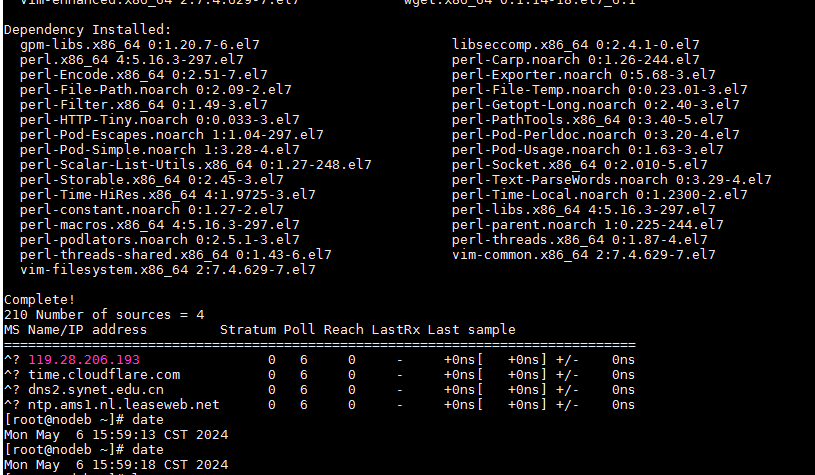 vim-enhanced.x86_64 2:7.4.629-7.el7 wget.x86_64 0:1.14-18.el7_6.1
Dependency Installed:
gpm-libs.x86_64 0:1.20.7-6.el7 libseccomp.x86_64 0:2.4.1-0.el7
perl.x86_64 4:5.16.3-297.el7 perl-Carp.noarch 0:1.26-244.el7
perl-Encode.x86_64 0:2.51-7.el7 perl-Exporter.noarch 0:5.68-3.el7
perl-File-Path.noarch 0:2.09-2.el7 perl-File-Temp.noarch 0:0.23.01-3.el7
perl-Filter.x86_64 0:1.49-3.el7 perl-Getopt-Long.noarch 0:2.40-3.el7
perl-HTTP-Tiny.noarch 0:0.033-3.el7 perl-PathTools.x86_64 0:3.40-5.el7
perl-Pod-Escapes.noarch 1:1.04-297.el7 perl-Pod-Perldoc.noarch 0:3.20-4.el7
perl-Pod-Simple.noarch 1:3.28-4.el7 perl-Pod-Usage.noarch 0:1.63-3.el7
perl-Scalar-List-Utils.x86_64 0:1.27-248.el7 perl-Socket.x86_64 0:2.010-5.el7
perl-Storable.x86_64 0:2.45-3.el7 perl-Text-ParseWords.noarch 0:3.29-4.el7
perl-Time-HiRes.x86_64 4:1.9725-3.el7 perl-Time-Local.noarch 0:1.2300-2.el7
perl-constant.noarch 0:1.27-2.el7 perl-libs.x86_64 4:5.16.3-297.el7
perl-macros.x86_64 4:5.16.3-297.el7 perl-parent.noarch 1:0.225-244.el7
perl-podlators.noarch 0:2.5.1-3.el7 perl-threads.x86_64 0:1.87-4.el7
perl-threads-shared.x86_64 0:1.43-6.el7 vim-common.x86_64 2:7.4.629-7.el7
vim-filesystem.x86_64 2:7.4.629-7.el7
Complete!
210 Number of sources = 4
MS Name/IP address Stratum Poll Reach LastRx Last sample
===============================================================================
^? 119.28.206.193 0 6 0 - +0ns[ +0ns] +/- 0ns
^? time.cloudflare.com 0 6 0 - +0ns[ +0ns] +/- 0ns
^? dns2.synet.edu.cn 0 6 0 - +0ns[ +0ns] +/- 0ns
^? ntp.ams1.nl.leaseweb.net 0 6 0 - +0ns[ +0ns] +/- 0ns
[root@nodeb ~]# date
Mon May  6 15:59:13 CST 2024
[root@nodeb ~]# date
Mon May  6 15:59:18 CST 2024